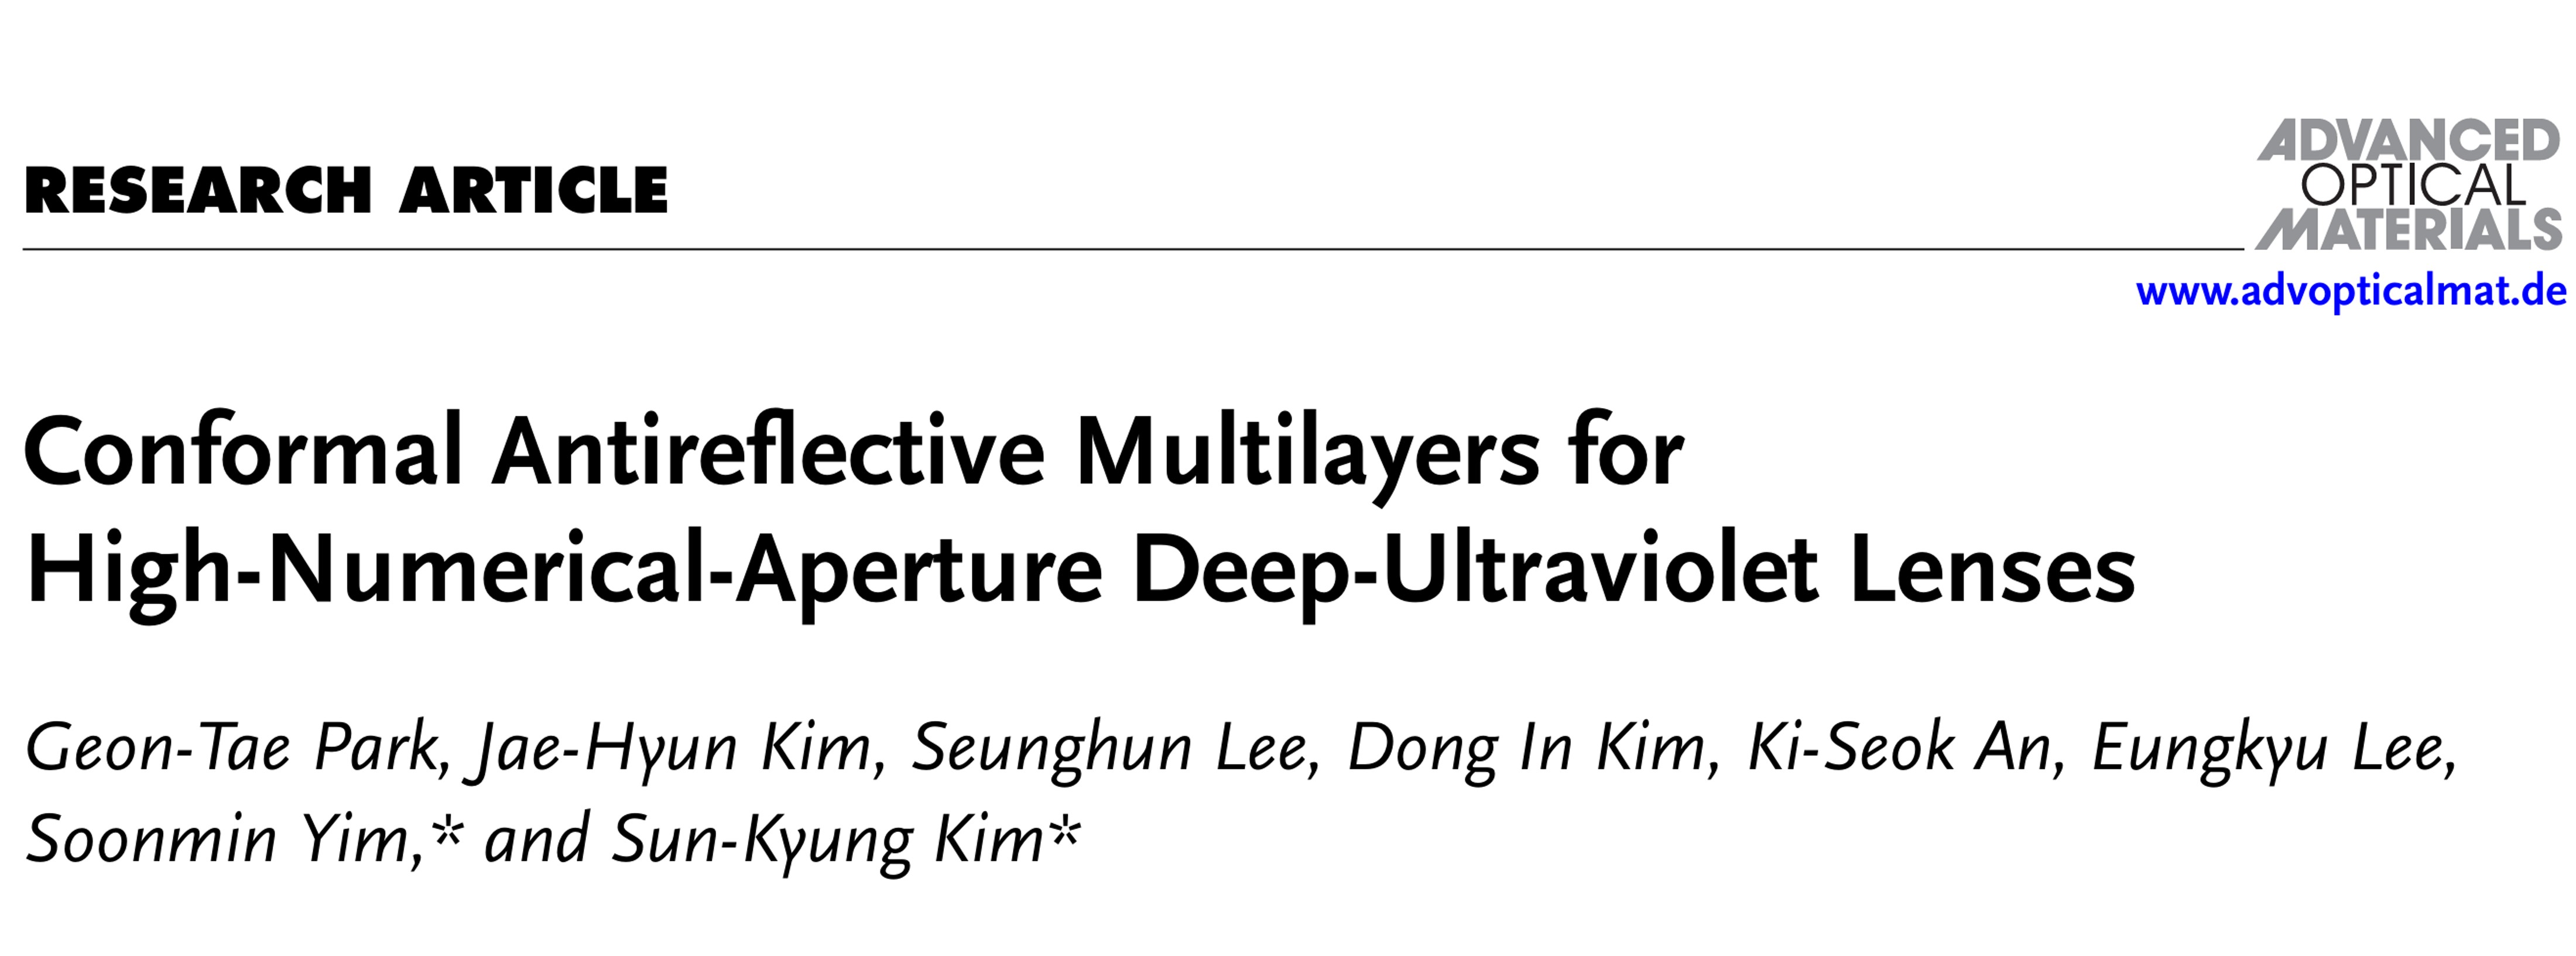 RESEARCH ARTICLE
ADVANCED
OPTICAL
MATERIALS
www.advopticalmat.de
Conformal Antireflective Multilayers for
High-Numerical-Aperture Deep-Ultraviolet Lenses
Geon-Tae Park, Jae-Hyun Kim, Seunghun Lee, Dong In Kim, Ki-Seok An, Eungkyu Lee,
Soonmin Yim,* and Sun-Kyung Kim*